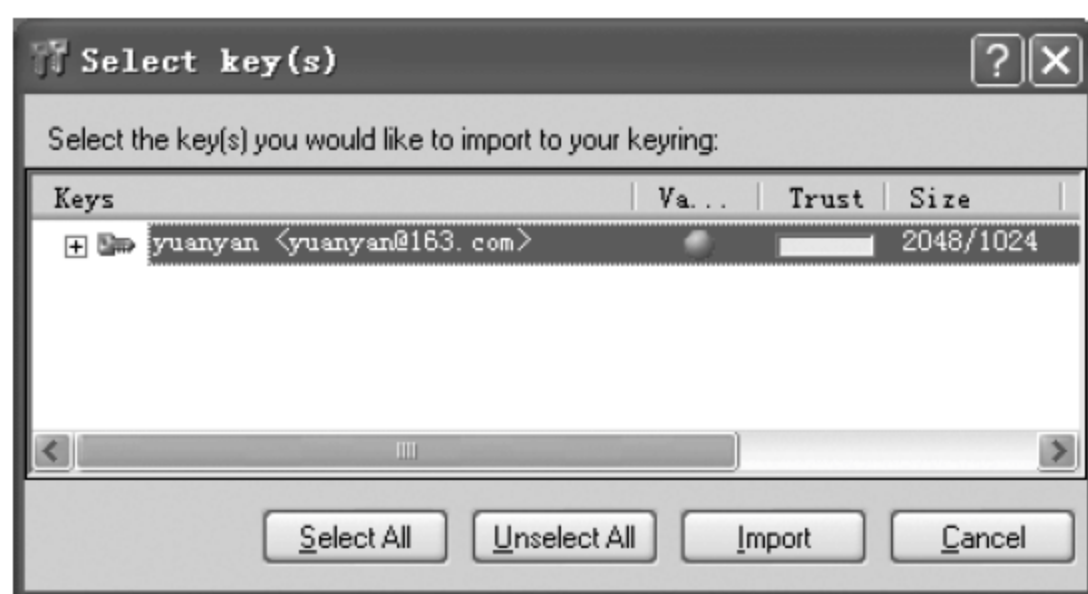 Select key(s)
Select the key(s) you would like to import to your keyring:
Keys Va... Trust Size
yuanyan <yuanyan@163.com> 2048/1024
Select All Unselect All Import Cancel